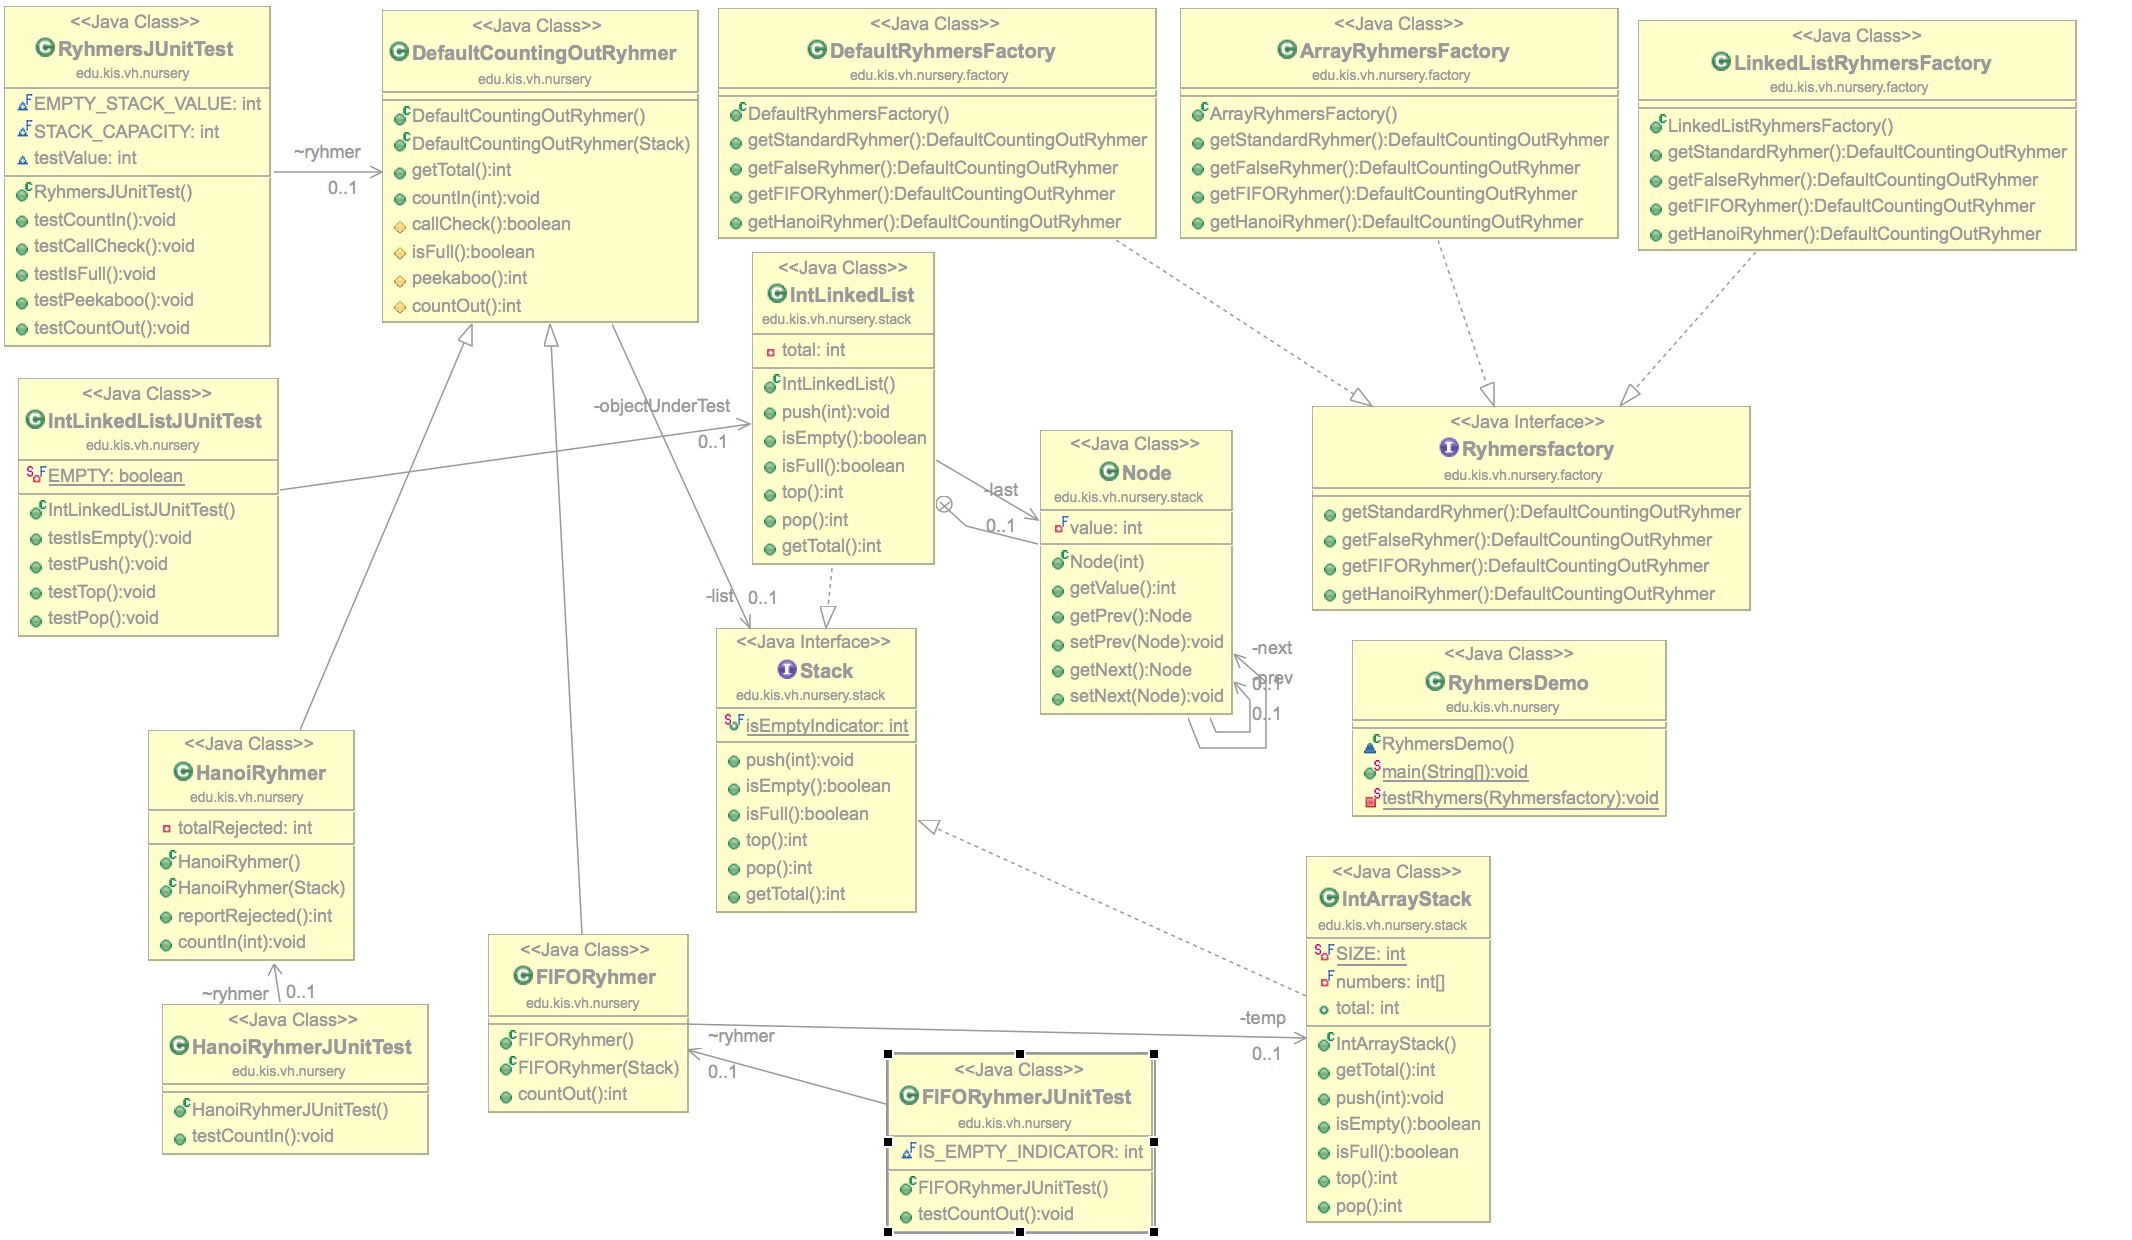 <<Java Class>>
RyhmersJUnitTest
edu.kis.vh.nursery
EMPTY_STACK_VALUE: int
STACK_CAPACITY: int
testValue: int
RyhmersJUnitTest()
testCountIn():void
testCallCheck():void
testIsFull():void
testPeekaboo():void
testCountOut():void
~ryhmer
0..1
<<Java Class>>
DefaultCountingOutRyhmer
edu.kis.vh.nursery
DefaultCountingOutRyhmer()
DefaultCountingOutRyhmer(Stack)
getTotal():int
countIn(int):void
callCheck():boolean
isFull():boolean
peekaboo():int
countOut():int
<<Java Class>>
DefaultRyhmersFactory
edu.kis.vh.nursery.factory
DefaultRyhmersFactory()
getStandardRyhmer():DefaultCountingOutRyhmer
getFalseRyhmer():DefaultCountingOutRyhmer
getFIFORyhmer():DefaultCountingOutRyhmer
getHanoiRyhmer():DefaultCountingOutRyhmer
<<Java Class>>
ArrayRyhmersFactory
edu.kis.vh.nursery.factory
ArrayRyhmersFactory()
getStandardRyhmer():DefaultCountingOutRyhmer
getFalseRyhmer():DefaultCountingOutRyhmer
getFIFORyhmer():DefaultCountingOutRyhmer
getHanoiRyhmer():DefaultCountingOutRyhmer
<<Java Class>>
LinkedListRyhmersFactory
edu.kis.vh.nursery.factory
LinkedListRyhmersFactory()
getStandardRyhmer():DefaultCountingOutRyhmer
getFalseRyhmer():DefaultCountingOutRyhmer
getFIFORyhmer():DefaultCountingOutRyhmer
getHanoiRyhmer():DefaultCountingOutRyhmer
<<Java Class>>
IntLinkedListJUnitTest
edu.kis.vh.nursery
EMPTY: boolean
IntLinkedListJUnitTest()
testIsEmpty():void
testPush():void
testTop():void
testPop():void
-objectUnderTest
0..1
<<Java Class>>
IntLinkedList
edu.kis.vh.nursery.stack
total: int
IntLinkedList()
push(int):void
isEmpty():boolean
isFull():boolean
top():int
pop():int
getTotal():int
-last
0..1
<<Java Class>>
Node
edu.kis.vh.nursery.stack
value: int
Node(int)
getValue():int
getPrev():Node
setPrev(Node):void
getNext():Node
setNext(Node):void
-next
0..1
-prev
0..1
<<Java Interface>>
Ryhmersfactory
edu.kis.vh.nursery.factory
getStandardRyhmer():DefaultCountingOutRyhmer
getFalseRyhmer():DefaultCountingOutRyhmer
getFIFORyhmer():DefaultCountingOutRyhmer
getHanoiRyhmer():DefaultCountingOutRyhmer
-list
0..1
<<Java Interface>>
Stack
edu.kis.vh.nursery.stack
isEmptyIndicator: int
push(int):void
isEmpty():boolean
isFull():boolean
top():int
pop():int
getTotal():int
<<Java Class>>
RyhmersDemo
edu.kis.vh.nursery
RyhmersDemo()
main(String[]):void
testRhymers(Ryhmersfactory):void
<<Java Class>>
HanoiRyhmer
edu.kis.vh.nursery
totalRejected: int
HanoiRyhmer()
HanoiRyhmer(Stack)
reportRejected():int
countIn(int):void
~ryhmer
0..1
<<Java Class>>
HanoiRyhmerJUnitTest
edu.kis.vh.nursery
HanoiRyhmerJUnitTest()
testCountIn():void
<<Java Class>>
FIFORyhmer
edu.kis.vh.nursery
FIFORyhmer()
FIFORyhmer(Stack)
countOut():int
~ryhmer
0..1
-temp
0..1
<<Java Class>>
FIFORyhmerJUnitTest
edu.kis.vh.nursery
IS_EMPTY_INDICATOR: int
FIFORyhmerJUnitTest()
testCountOut():void
<<Java Class>>
IntArrayStack
edu.kis.vh.nursery.stack
SIZE: int
numbers: int[]
total: int
IntArrayStack()
getTotal():int
push(int):void
isEmpty():boolean
isFull():boolean
top():int
pop():int